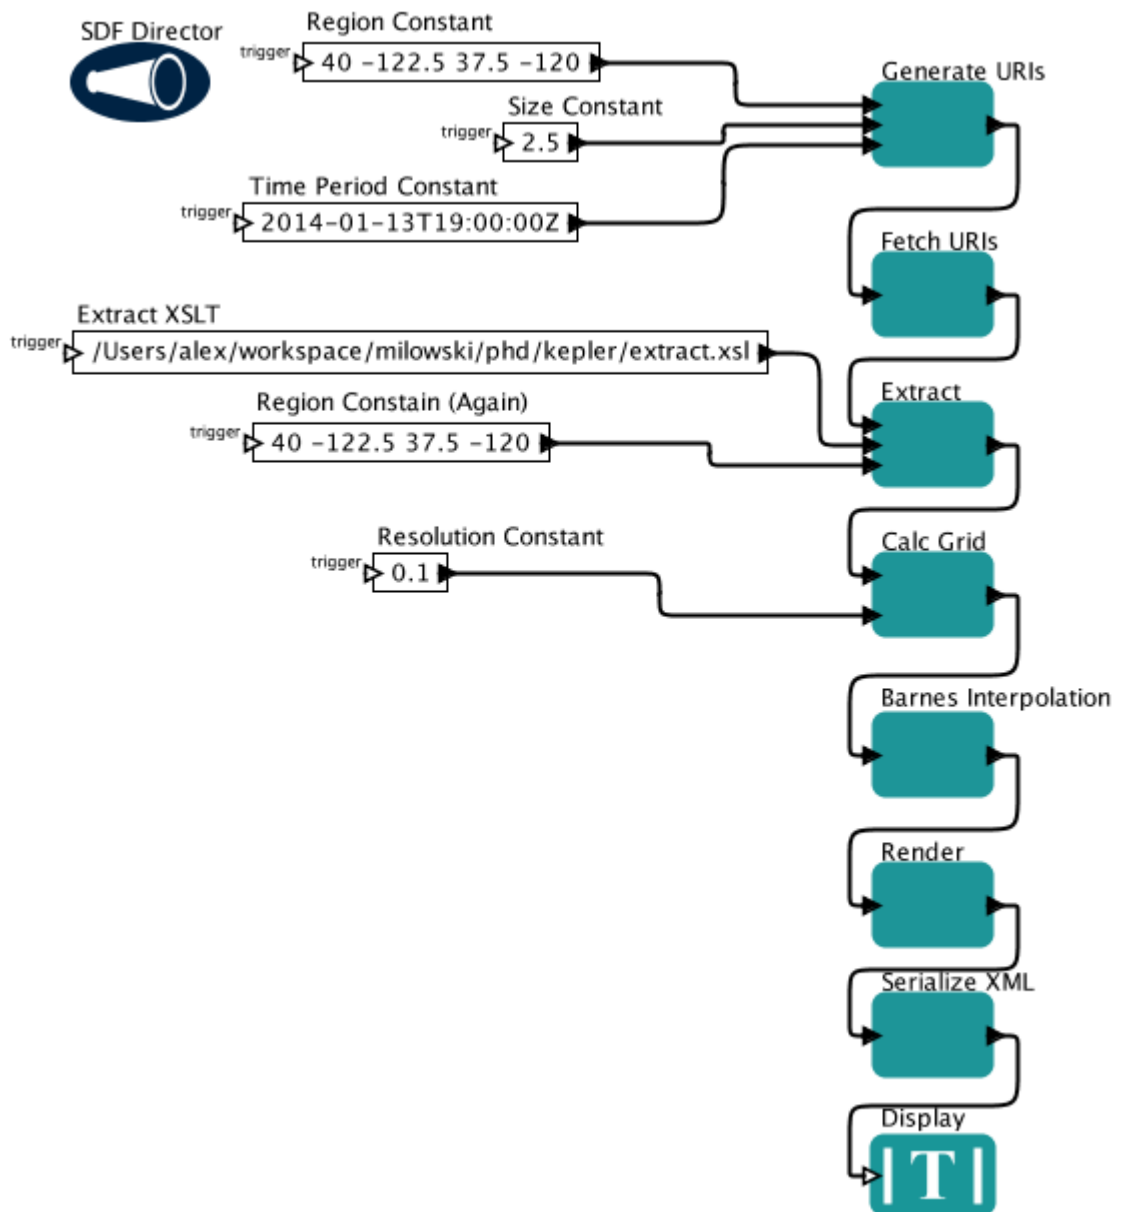 SDF Director
Region Constant
trigger
40 -122.5 37.5 -120
Generate URIs
Size Constant
trigger
2.5
Time Period Constant
trigger
2014-01-13T19:00:00Z
Fetch URIs
Extract XSLT
trigger
/Users/alex/workspace/milowski/phd/kepler/extract.xsl
Extract
Region Constain (Again)
trigger
40 -122.5 37.5 -120
Resolution Constant
trigger
0.1
Calc Grid
Barnes Interpolation
Render
Serialize XML
Display
T